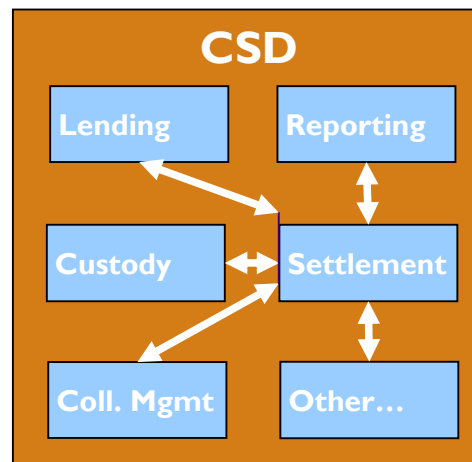 CSD
Lending
Reporting
Custody
Settlement
Coll. Mgmt
Other…